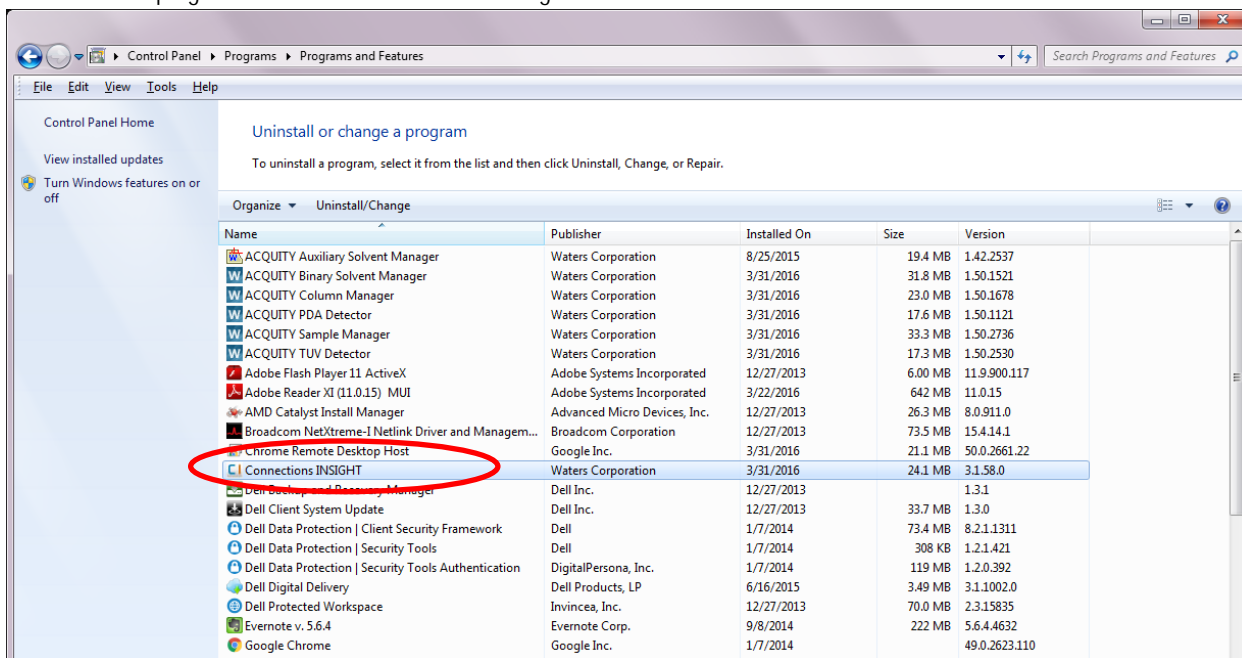 Control Panel ▸ Programs ▸ Programs and Features Search Programs and Features
File Edit View Tools Help
Control Panel Home
View installed updates
Turn Windows features on or
off
Uninstall or change a program
To uninstall a program, select it from the list and then click Uninstall, Change, or Repair.
Organize Uninstall/Change
Name Publisher Installed On Size Version
ACQUITY Auxiliary Solvent Manager Waters Corporation 8/25/2015 19.4 MB 1.42.2537
ACQUITY Binary Solvent Manager Waters Corporation 3/31/2016 31.8 MB 1.50.1521
ACQUITY Column Manager Waters Corporation 3/31/2016 23.0 MB 1.50.1678
ACQUITY PDA Detector Waters Corporation 3/31/2016 17.6 MB 1.50.1121
ACQUITY Sample Manager Waters Corporation 3/31/2016 33.3 MB 1.50.2736
ACQUITY TUV Detector Waters Corporation 3/31/2016 17.3 MB 1.50.2530
Adobe Flash Player 11 ActiveX Adobe Systems Incorporated 12/27/2013 6.00 MB 11.9.900.117
Adobe Reader XI (11.0.15) MUI Adobe Systems Incorporated 3/22/2016 642 MB 11.0.15
AMD Catalyst Install Manager Advanced Micro Devices, Inc. 12/27/2013 26.3 MB 8.0.911.0
Broadcom NetXtreme-I Netlink Driver and Managem... Broadcom Corporation 12/27/2013 73.5 MB 15.4.14.1
Chrome Remote Desktop Host Google Inc. 3/31/2016 21.1 MB 50.0.2661.22
Connections INSIGHT Waters Corporation 3/31/2016 24.1 MB 3.1.58.0
Dell Backup and Recovery Manager Dell Inc. 12/27/2013 1.3.1
Dell Client System Update Dell Inc. 12/27/2013 33.7 MB 1.3.0
Dell Data Protection | Client Security Framework Dell 1/7/2014 73.4 MB 8.2.1.1311
Dell Data Protection | Security Tools Dell 1/7/2014 308 KB 1.2.1.421
Dell Data Protection | Security Tools Authentication DigitalPersona, Inc. 1/7/2014 119 MB 1.2.0.392
Dell Digital Delivery Dell Products, LP 6/16/2015 3.49 MB 3.1.1002.0
Dell Protected Workspace Invincea, Inc. 12/27/2013 70.0 MB 2.3.15835
Evernote v. 5.6.4 Evernote Corp. 9/8/2014 222 MB 5.6.4.4632
Google Chrome Google Inc. 1/7/2014 49.0.2623.110